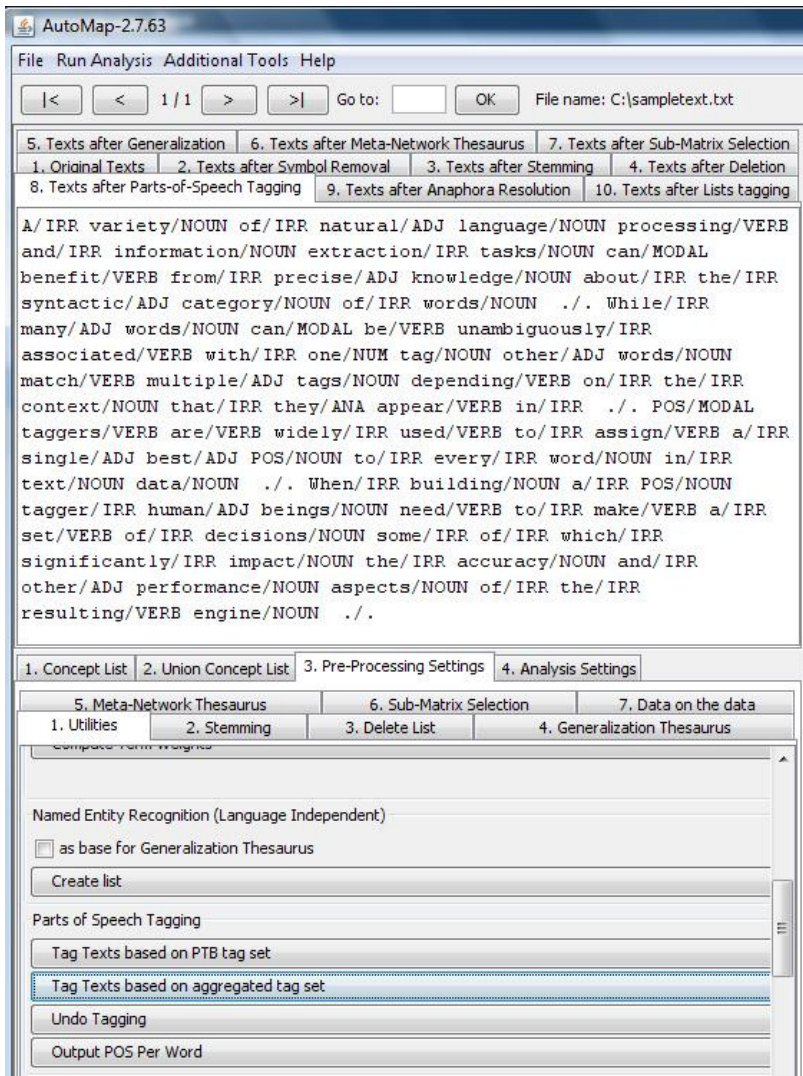 AutoMap-2.7.63
File Run Analysis Additional Tools Help
|< < 1 / 1 > >| Go to: OK File name: C:\sampletext.txt
5. Texts after Generalization 6. Texts after Meta-Network Thesaurus 7. Texts after Sub-Matrix Selection
1. Original Texts 2. Texts after Symbol Removal 3. Texts after Stemming 4. Texts after Deletion
8. Texts after Parts-of-Speech Tagging 9. Texts after Anaphora Resolution 10. Texts after Lists tagging
A/IRR variety/NOUN of/IRR natural/ADJ language/NOUN processing/VERB
and/IRR information/NOUN extraction/IRR tasks/NOUN can/MODAL
benefit/VERB from/IRR precise/ADJ knowledge/NOUN about/IRR the/IRR
syntactic/ADJ category/NOUN of/IRR words/NOUN ./. While/IRR
many/ADJ words/NOUN can/MODAL be/VERB unambiguously/IRR
associated/VERB with/IRR one/NUM tag/NOUN other/ADJ words/NOUN
match/VERB multiple/ADJ tags/NOUN depending/VERB on/IRR the/IRR
context/NOUN that/IRR they/ANA appear/VERB in/IRR ./. POS/MODAL
taggers/VERB are/VERB widely/IRR used/VERB to/IRR assign/VERB a/IRR
single/ADJ best/ADJ POS/NOUN to/IRR every/IRR word/NOUN in/IRR
text/NOUN data/NOUN ./. When/IRR building/NOUN a/IRR POS/NOUN
tagger/IRR human/ADJ beings/NOUN need/VERB to/IRR make/VERB a/IRR
set/VERB of/IRR decisions/NOUN some/IRR of/IRR which/IRR
significantly/IRR impact/NOUN the/IRR accuracy/NOUN and/IRR
other/ADJ performance/NOUN aspects/NOUN of/IRR the/IRR
resulting/VERB engine/NOUN ./.
1. Concept List 2. Union Concept List 3. Pre-Processing Settings 4. Analysis Settings
5. Meta-Network Thesaurus 6. Sub-Matrix Selection 7. Data on the data
1. Utilities 2. Stemming 3. Delete List 4. Generalization Thesaurus
Compute Term Weights
Named Entity Recognition (Language Independent)
as base for Generalization Thesaurus
Create list
Parts of Speech Tagging
Tag Texts based on PTB tag set
Tag Texts based on aggregated tag set
Undo Tagging
Output POS Per Word